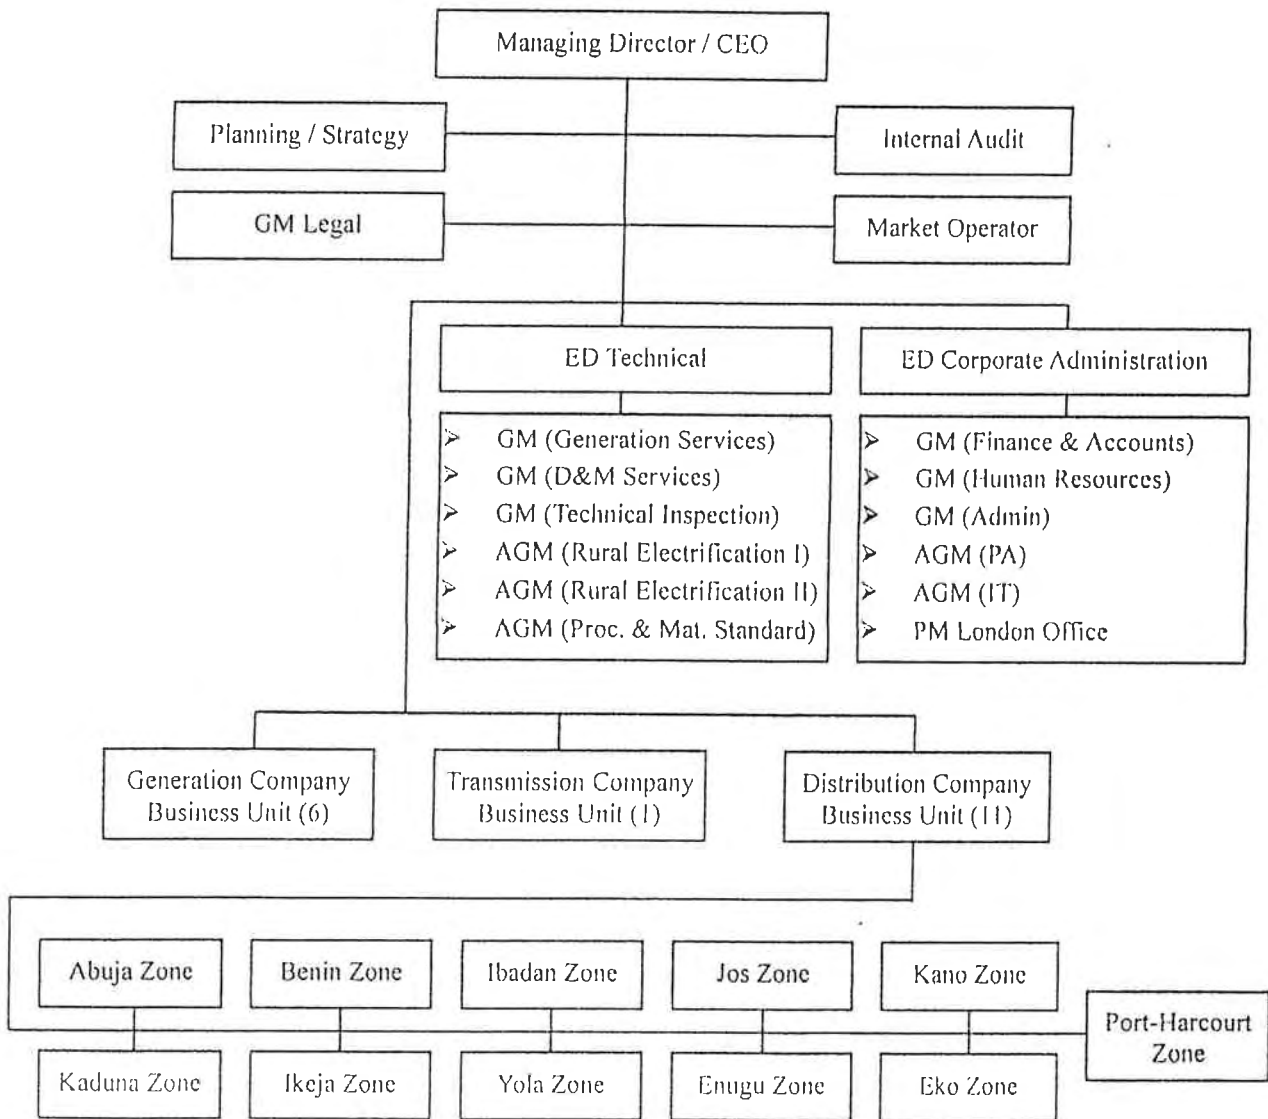 Managing Director / CEO
Planning / Strategy
Internal Audit
GM Legal
Market Operator
ED Technical
ED Corporate Administration
➢ GM (Generation Services)
➢ GM (D&M Services)
➢ GM (Technical Inspection)
➢ AGM (Rural Electrification I)
➢ AGM (Rural Electrification II)
➢ AGM (Proc. & Mat. Standard)
➢ GM (Finance & Accounts)
➢ GM (Human Resources)
➢ GM (Admin)
➢ AGM (PA)
➢ AGM (IT)
➢ PM London Office
Generation Company
Business Unit (6)
Transmission Company
Business Unit (1)
Distribution Company
Business Unit (11)
Abuja Zone
Benin Zone
Ibadan Zone
Jos Zone
Kano Zone
Port-Harcourt
Zone
Kaduna Zone
Ikeja Zone
Yola Zone
Enugu Zone
Eko Zone